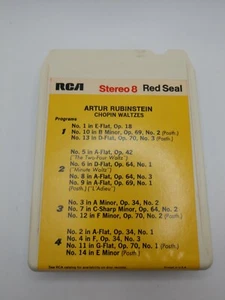 RCA Stereo 8 Red Seal
ARTUR RUBINSTEIN
CHOPIN WALTZES
Programs
1
No. 1 in E-Flat, Op. 18
No. 10 in B Minor, Op. 69, No. 2 (Posth.)
No. 13 in D-Flat, Op. 70, No. 3 (Posth.)
2
No. 5 in A-Flat, Op. 42
("The Two-Four Waltz")
No. 6 in D-Flat, Op. 64, No. 1
("Minute Waltz")
No. 8 in A-Flat, Op. 64, No. 3
No. 9 in A-Flat, Op. 69, No. 1
(Posth.) ("L'Adieu")
3
No. 3 in A Minor, Op. 34, No. 2
No. 7 in C-Sharp Minor, Op. 64, No. 2
No. 12 in F Minor, Op. 70, No. 2 (Posth.)
4
No. 2 in A-Flat, Op. 34, No. 1
No. 4 in F, Op. 34, No. 3
No. 11 in G-Flat, Op. 70, No. 1 (Posth.)
No. 14 in E Minor (Posth.)